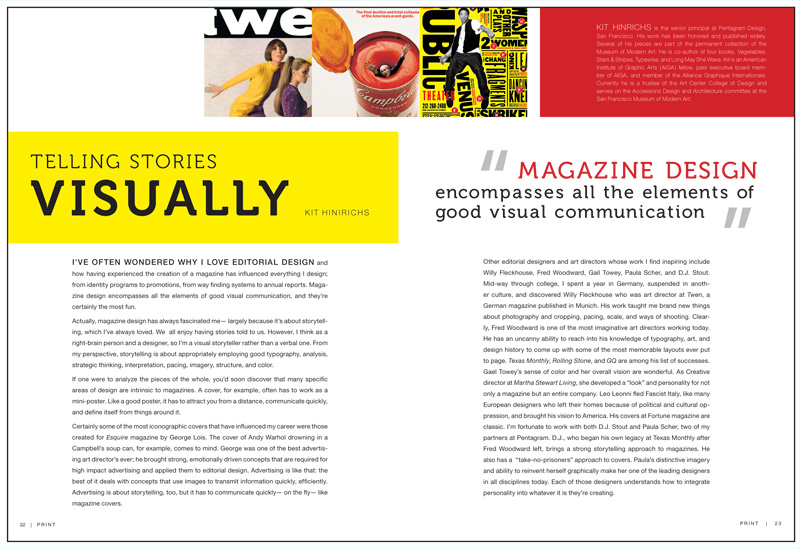 twe
The final decline and total collapse
of the American avant-garde.
Campbell's
PUBLIC
THEATER
VENUS
212-260-2400
KIT HINRICHS is the senior principal at Pentagram Design,
San Francisco. His work has been honored and published widely.
Several of his pieces are part of the permanent collection of the
Museum of Modern Art. He is co-author of four books, Vegetables,
Stars & Stripes, Typewise, and Long May She Wave. Kit is an American
Institute of Graphic Arts (AIGA) fellow, past executive board mem-
ber of AIGA, and member of the Alliance Graphique Internationale.
Currently he is a trustee of the Art Center College of Design and
serves on the Accessions Design and Architecture committee at the
San Francisco Museum of Modern Art.
TELLING STORIES
VISUALLY
KIT HINIRICHS
“ MAGAZINE DESIGN
encompasses all the elements of
good visual communication ”
I'VE OFTEN WONDERED WHY I LOVE EDITORIAL DESIGN and
how having experienced the creation of a magazine has influenced everything I design;
from identity programs to promotions, from way finding systems to annual reports. Maga-
zine design encompasses all the elements of good visual communication, and they're
certainly the most fun.
Actually, magazine design has always fascinated me— largely because it's about storytell-
ing, which I've always loved. We all enjoy having stories told to us. However, I think as a
right-brain person and a designer, so I'm a visual storyteller rather than a verbal one. From
my perspective, storytelling is about appropriately employing good typography, analysis,
strategic thinking, interpretation, pacing, imagery, structure, and color.
If one were to analyze the pieces of the whole, you'd soon discover that many specific
areas of design are intrinsic to magazines. A cover, for example, often has to work as a
mini-poster. Like a good poster, it has to attract you from a distance, communicate quickly,
and define itself from things around it.
Certainly some of the most iconographic covers that have influenced my career were those
created for Esquire magazine by George Lois. The cover of Andy Warhol drowning in a
Campbell's soup can, for example, comes to mind. George was one of the best advertis-
ing art director's ever; he brought strong, emotionally driven concepts that are required for
high impact advertising and applied them to editorial design. Advertising is like that: the
best of it deals with concepts that use images to transmit information quickly, efficiently.
Advertising is about storytelling, too, but it has to communicate quickly— on the fly— like
magazine covers.
Other editorial designers and art directors whose work I find inspiring include
Willy Fleckhouse, Fred Woodward, Gail Towey, Paula Scher, and D.J. Stout.
Mid-way through college, I spent a year in Germany, suspended in anoth-
er culture, and discovered Willy Fleckhouse who was art director at Twen, a
German magazine published in Munich. His work taught me brand new things
about photography and cropping, pacing, scale, and ways of shooting. Clear-
ly, Fred Woodward is one of the most imaginative art directors working today.
He has an uncanny ability to reach into his knowledge of typography, art, and
design history to come up with some of the most memorable layouts ever put
to page. Texas Monthly, Rolling Stone, and GQ are among his list of successes.
Gail Towey's sense of color and her overall vision are wonderful. As Creative
director at Martha Stewart Living, she developed a “look” and personality for not
only a magazine but an entire company. Leo Leonni fled Fascist Italy, like many
European designers who left their homes because of political and cultural op-
pression, and brought his vision to America. His covers at Fortune magazine are
classic. I'm fortunate to work with both D.J. Stout and Paula Scher, two of my
partners at Pentagram. D.J., who began his own legacy at Texas Monthly after
Fred Woodward left, brings a strong storytelling approach to magazines. He
also has a “take-no-prisoners” approach to covers. Paula's distinctive imagery
and ability to reinvent herself graphically make her one of the leading designers
in all disciplines today. Each of those designers understands how to integrate
personality into whatever it is they're creating.
22 | PRINT
PRINT | 23